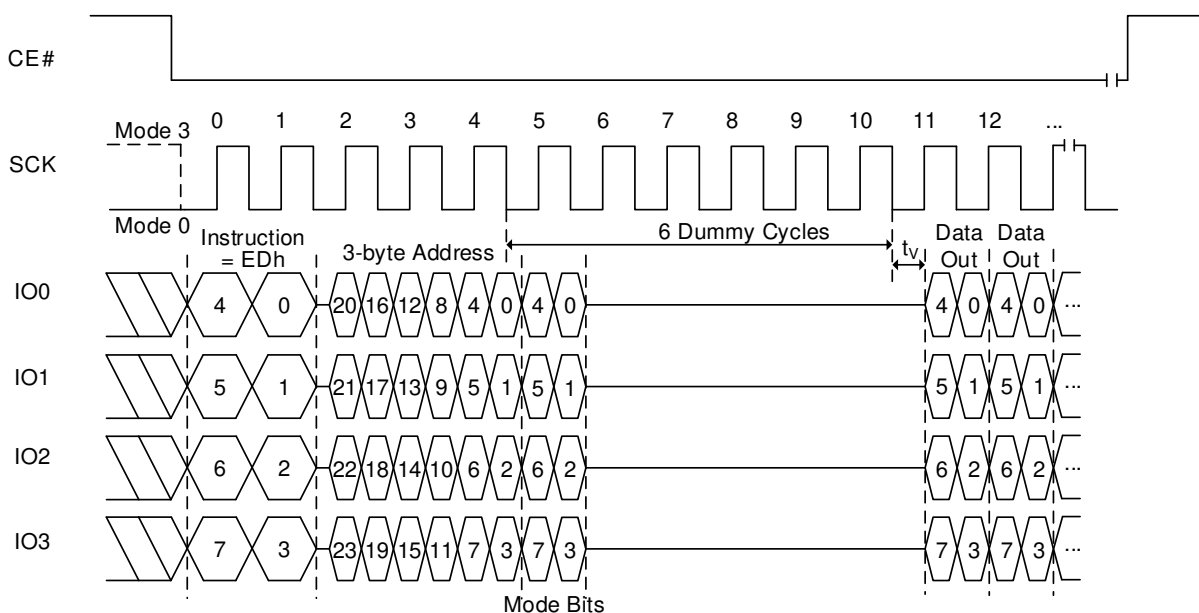 CE#
0 1 2 3 4 5 6 7 8 9 10 11 12 ...
Mode 3
SCK
Mode 0
Instruction
= EDh
3-byte Address
6 Dummy Cycles
tV
Data
Out
Data
Out
IO0 4 0 20 16 12 8 4 0 4 0 4 0 4 0 ...
IO1 5 1 21 17 13 9 5 1 5 1 5 1 5 1 ...
IO2 6 2 22 18 14 10 6 2 6 2 6 2 6 2 ...
IO3 7 3 23 19 15 11 7 3 7 3 7 3 7 3 ...
Mode Bits